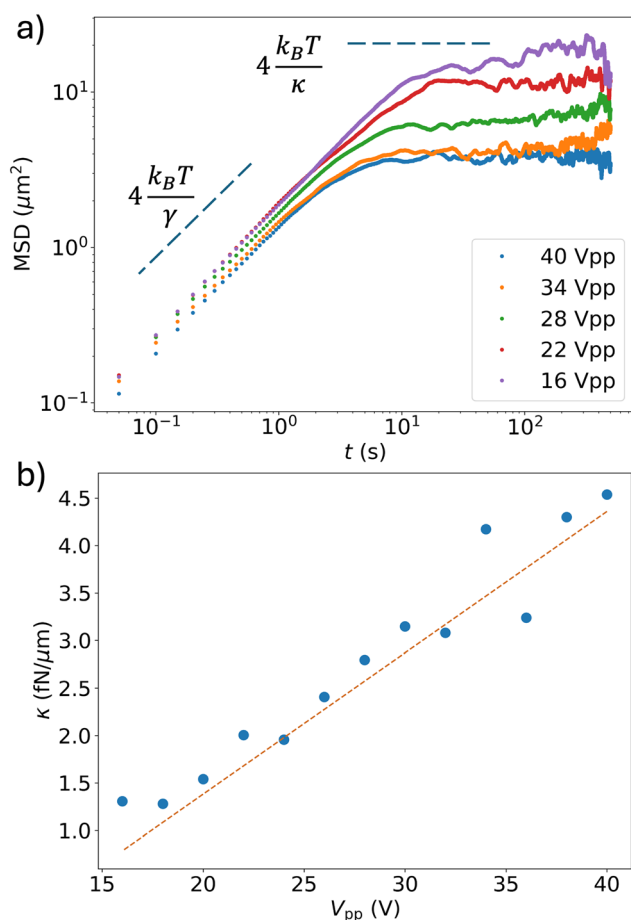 a)
4 k_BT/κ
4 k_BT/γ
MSD (μm²)
10¹
10⁰
10⁻¹
40 Vpp
34 Vpp
28 Vpp
22 Vpp
16 Vpp
10⁻¹ 10⁰ 10¹ 10²
t (s)
b)
κ (fN/μm)
4.5
4.0
3.5
3.0
2.5
2.0
1.5
1.0
15 20 25 30 35 40
V_pp (V)